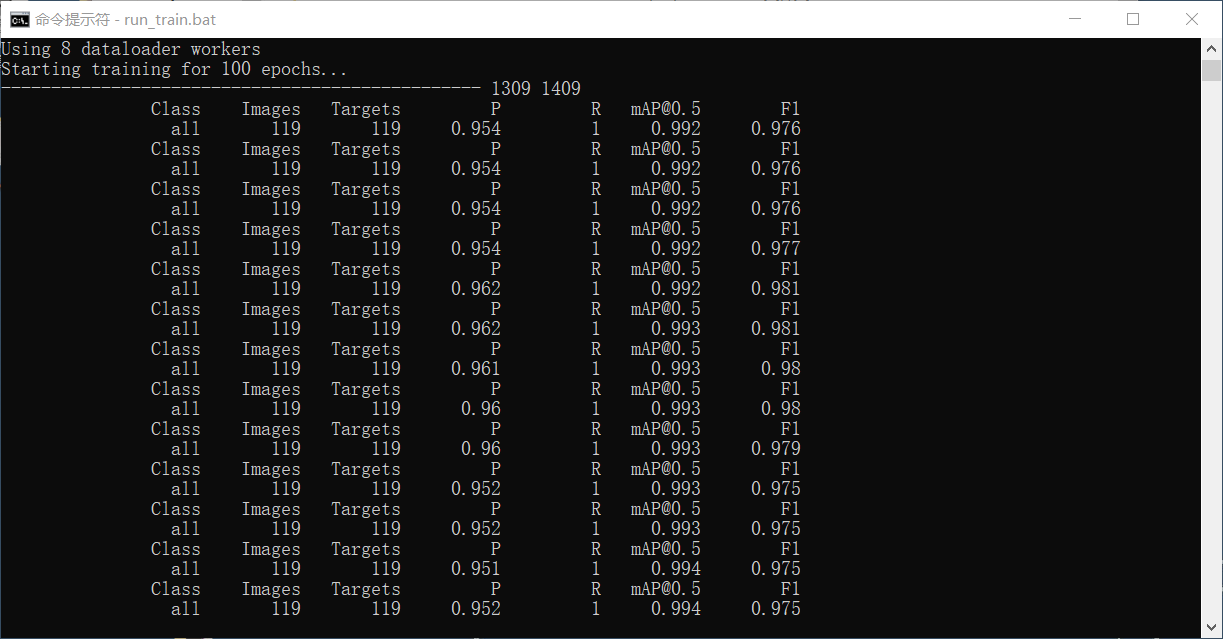 命令提示符 - run_train.bat
Using 8 dataloader workers
Starting training for 100 epochs...
------------------------------------------------ 1309 1409
Class Images Targets P R mAP@0.5 F1
all 119 119 0.954 1 0.992 0.976
Class Images Targets P R mAP@0.5 F1
all 119 119 0.954 1 0.992 0.976
Class Images Targets P R mAP@0.5 F1
all 119 119 0.954 1 0.992 0.976
Class Images Targets P R mAP@0.5 F1
all 119 119 0.954 1 0.992 0.977
Class Images Targets P R mAP@0.5 F1
all 119 119 0.962 1 0.992 0.981
Class Images Targets P R mAP@0.5 F1
all 119 119 0.962 1 0.993 0.981
Class Images Targets P R mAP@0.5 F1
all 119 119 0.961 1 0.993 0.98
Class Images Targets P R mAP@0.5 F1
all 119 119 0.96 1 0.993 0.98
Class Images Targets P R mAP@0.5 F1
all 119 119 0.96 1 0.993 0.979
Class Images Targets P R mAP@0.5 F1
all 119 119 0.952 1 0.993 0.975
Class Images Targets P R mAP@0.5 F1
all 119 119 0.952 1 0.993 0.975
Class Images Targets P R mAP@0.5 F1
all 119 119 0.951 1 0.994 0.975
Class Images Targets P R mAP@0.5 F1
all 119 119 0.952 1 0.994 0.975